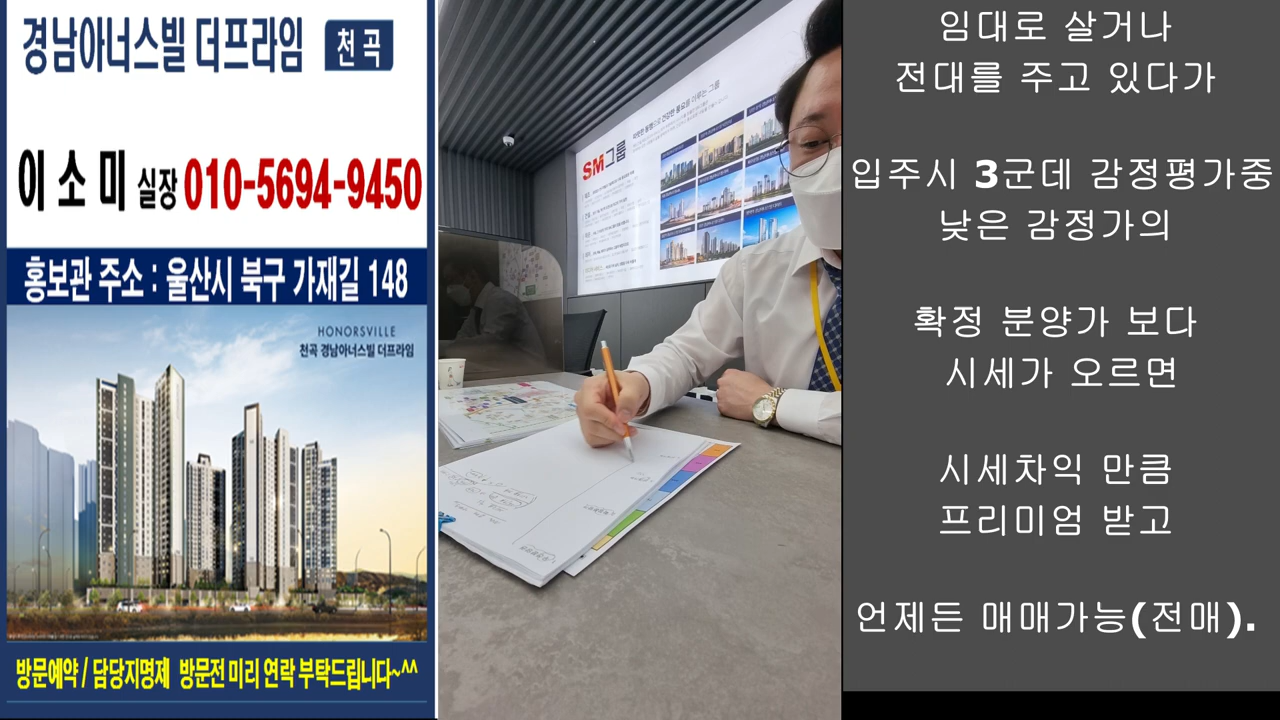 경남아너스빌 더프라임 천곡
이소미 실장 010-5694-9450
홍보관 주소 : 울산시 북구 가재길 148
HONORSVILLE
천곡 경남아너스빌 더프라임
방문예약 / 담당지명제 방문전 미리 연락 부탁드립니다~^^
SM그룹
임대로 살거나
전대를 주고 있다가
입주시 3군데 감정평가중
낮은 감정가의
확정 분양가 보다
시세가 오르면
시세차익 만큼
프리미엄 받고
언제든 매매가능(전매).